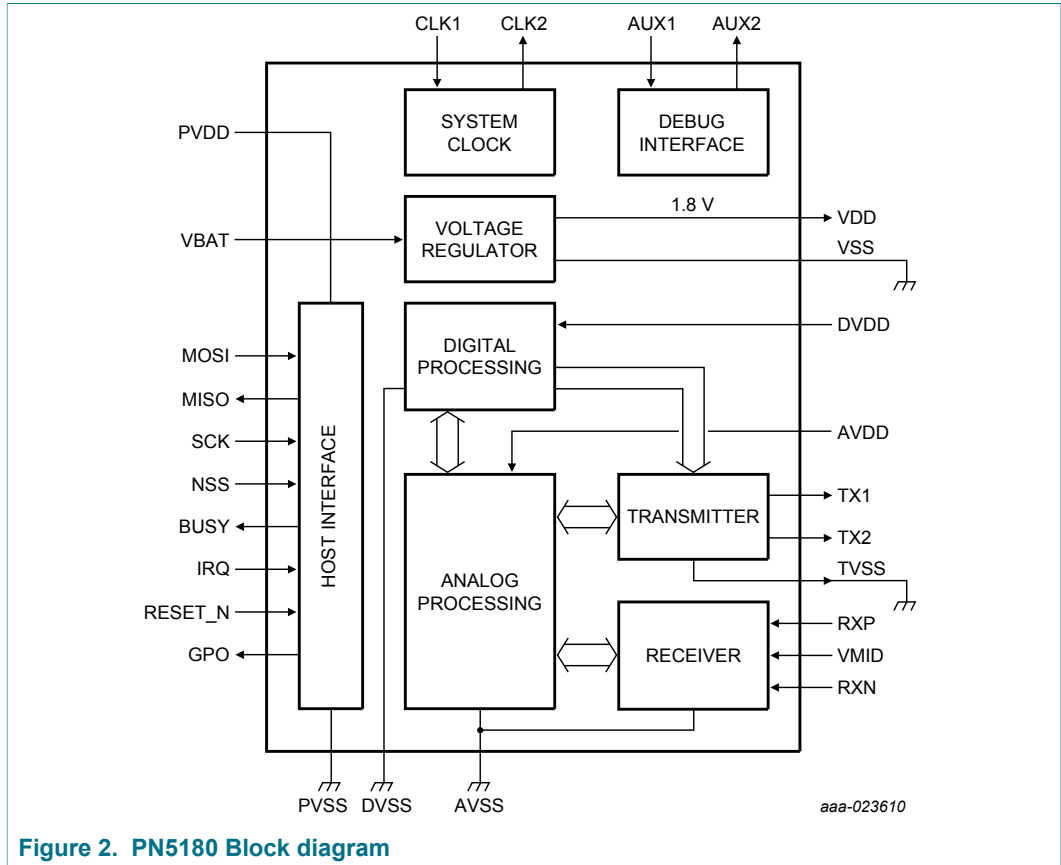 CLK1
CLK2
AUX1
AUX2
SYSTEM
CLOCK
DEBUG
INTERFACE
PVDD
VBAT
VOLTAGE
REGULATOR
1.8 V
VDD
VSS
DIGITAL
PROCESSING
DVDD
MOSI
MISO
SCK
NSS
BUSY
IRQ
RESET_N
GPO
HOST INTERFACE
AVDD
ANALOG
PROCESSING
TRANSMITTER
TX1
TX2
TVSS
RECEIVER
RXP
VMID
RXN
PVSS
DVSS
AVSS
aaa-023610
Figure 2. PN5180 Block diagram